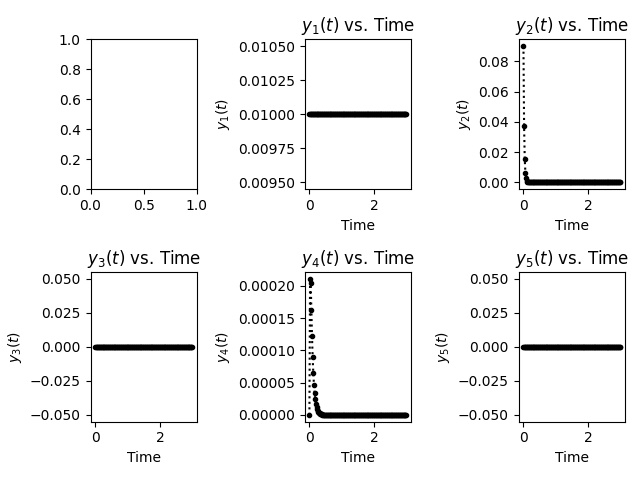 1.0
0.8
0.6
0.4
0.2
0.0
0.0 0.5 1.0
y₁(t) vs. Time
0.01050
0.01025
0.01000
0.00975
0.00950
y₁(t)
0 2
Time
y₂(t) vs. Time
0.08
0.06
0.04
0.02
0.00
y₂(t)
0 2
Time
y₃(t) vs. Time
0.050
0.025
0.000
−0.025
−0.050
y₃(t)
0 2
Time
y₄(t) vs. Time
0.00020
0.00015
0.00010
0.00005
0.00000
y₄(t)
0 2
Time
y₅(t) vs. Time
0.050
0.025
0.000
−0.025
−0.050
y₅(t)
0 2
Time